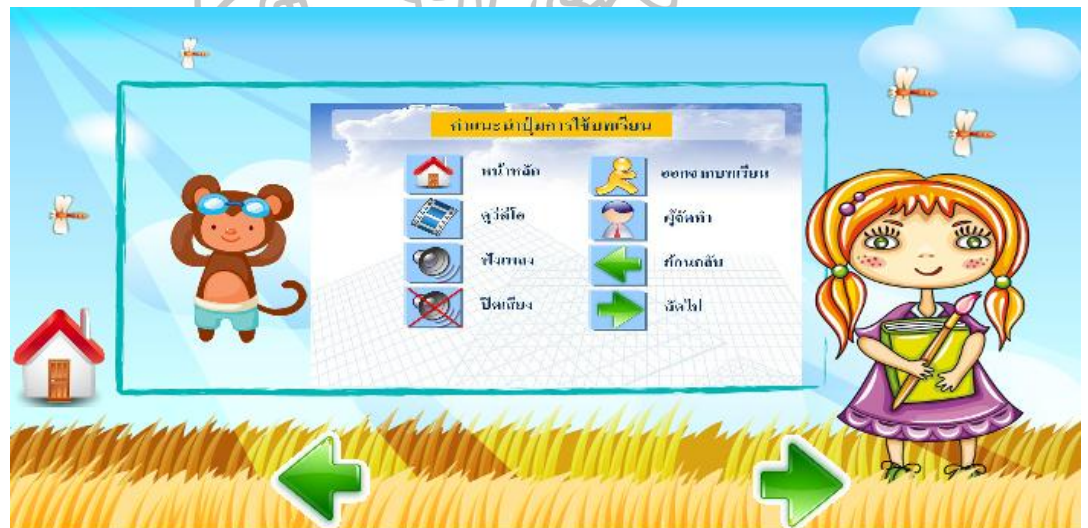 คำแนะนำปุ่มการใช้บทเรียน
หน้าหลัก
ออกจากบทเรียน
ดูวีดีโอ
ผู้จัดทำ
ฟังเพลง
ย้อนกลับ
ปิดเสียง
ถัดไป